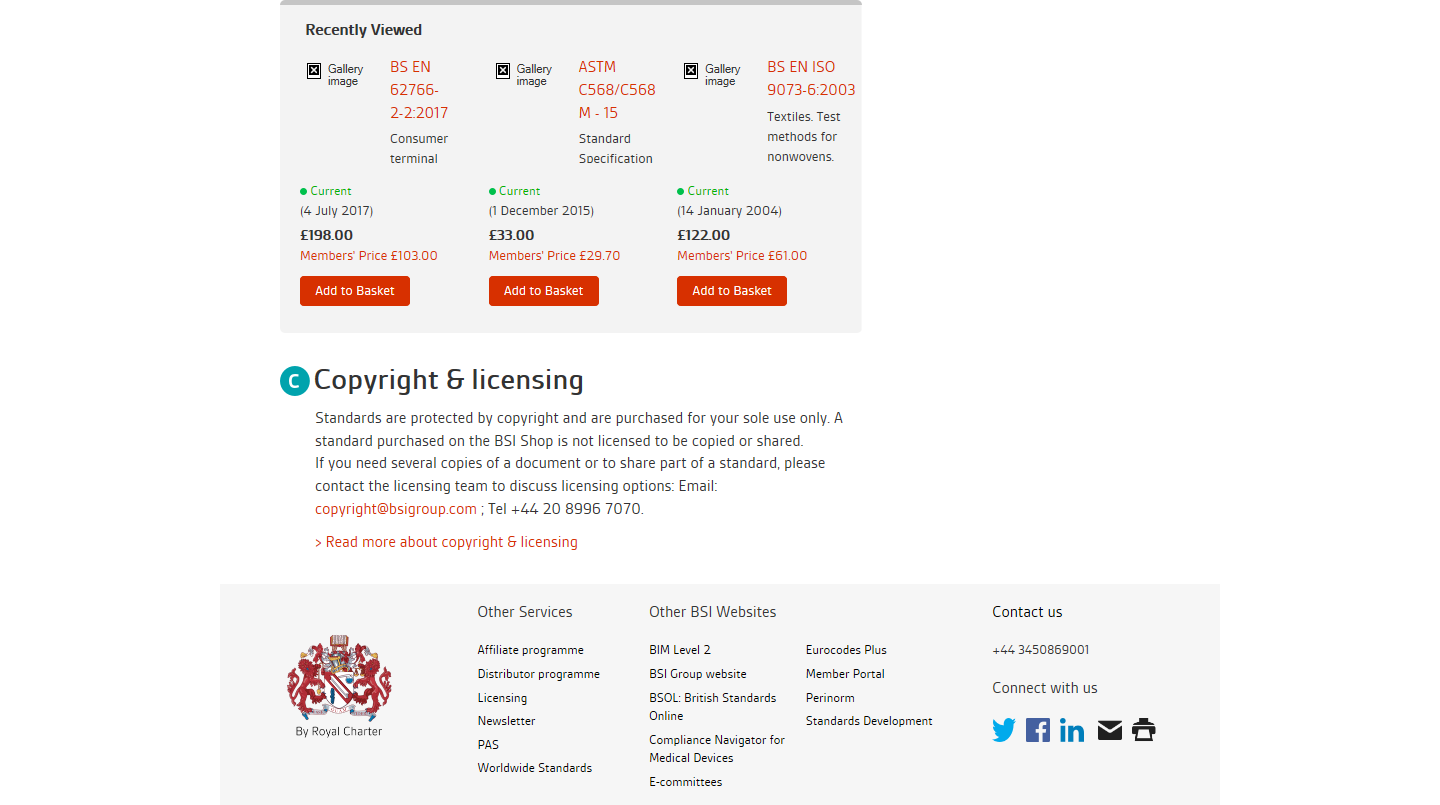 Recently Viewed
Gallery image
BS EN
62766-
2-2:2017
Consumer
terminal
Current
(4 July 2017)
£198.00
Members' Price £103.00
Add to Basket
Gallery image
ASTM
C568/C568
M - 15
Standard
Specification
Current
(1 December 2015)
£33.00
Members' Price £29.70
Add to Basket
Gallery image
BS EN ISO
9073-6:2003
Textiles. Test
methods for
nonwovens.
Current
(14 January 2004)
£122.00
Members' Price £61.00
Add to Basket
C Copyright & licensing
Standards are protected by copyright and are purchased for your sole use only. A
standard purchased on the BSI Shop is not licensed to be copied or shared.
If you need several copies of a document or to share part of a standard, please
contact the licensing team to discuss licensing options: Email:
copyright@bsigroup.com ; Tel +44 20 8996 7070.
> Read more about copyright & licensing
By Royal Charter
Other Services
Affiliate programme
Distributor programme
Licensing
Newsletter
PAS
Worldwide Standards
Other BSI Websites
BIM Level 2
BSI Group website
BSOL: British Standards
Online
Compliance Navigator for
Medical Devices
E-committees
Eurocodes Plus
Member Portal
Perinorm
Standards Development
Contact us
+44 3450869001
Connect with us